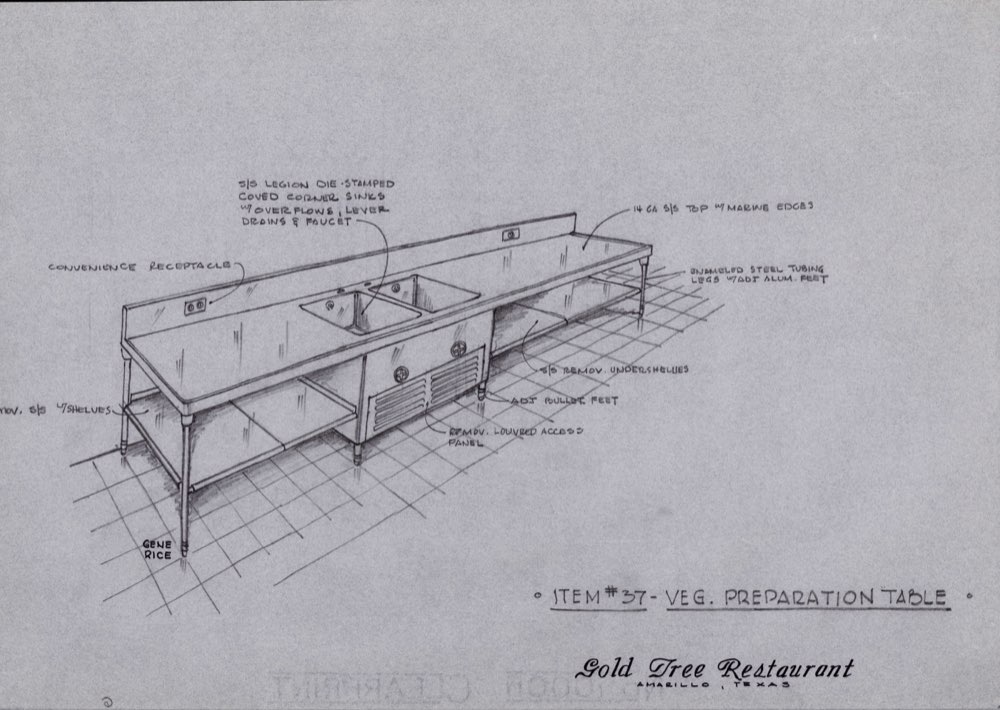 S/S LEGION DIE-STAMPED
COVED CORNER SINKS
W/OVERFLOWS, LEVER
DRAINS & FAUCET
14 GA S/S TOP W/MARINE EDGES
CONVENIENCE RECEPTACLE
ENAMELED STEEL TUBING
LEGS W/ADJ ALUM. FEET
S/S REMOV. UNDERSHELVES
ADJ BULLET FEET
MOV. S/S U/SHELVES
REMOV. LOUVRED ACCESS
PANEL
GENE
RICE
• ITEM #37 - VEG. PREPARATION TABLE •
Gold Tree Restaurant
AMARILLO, TEXAS
1000H CLEARPRINT